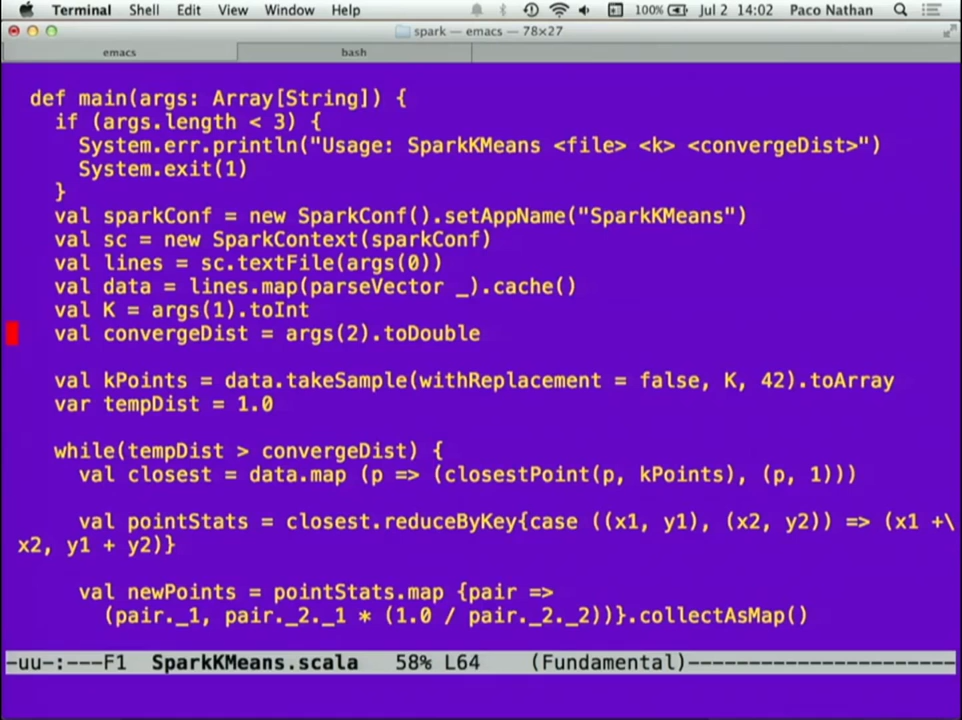 Terminal Shell Edit View Window Help 100% Jul 2 14:02 Paco Nathan
spark — emacs — 78×27
emacs bash
def main(args: Array[String]) {
if (args.length < 3) {
System.err.println("Usage: SparkKMeans <file> <k> <convergeDist>")
System.exit(1)
}
val sparkConf = new SparkConf().setAppName("SparkKMeans")
val sc = new SparkContext(sparkConf)
val lines = sc.textFile(args(0))
val data = lines.map(parseVector _).cache()
val K = args(1).toInt
val convergeDist = args(2).toDouble
val kPoints = data.takeSample(withReplacement = false, K, 42).toArray
var tempDist = 1.0
while(tempDist > convergeDist) {
val closest = data.map (p => (closestPoint(p, kPoints), (p, 1)))
val pointStats = closest.reduceByKey{case ((x1, y1), (x2, y2)) => (x1 +\
x2, y1 + y2)}
val newPoints = pointStats.map {pair =>
(pair._1, pair._2._1 * (1.0 / pair._2._2))}.collectAsMap()
-uu-:---F1 SparkKMeans.scala 58% L64 (Fundamental)----------------------